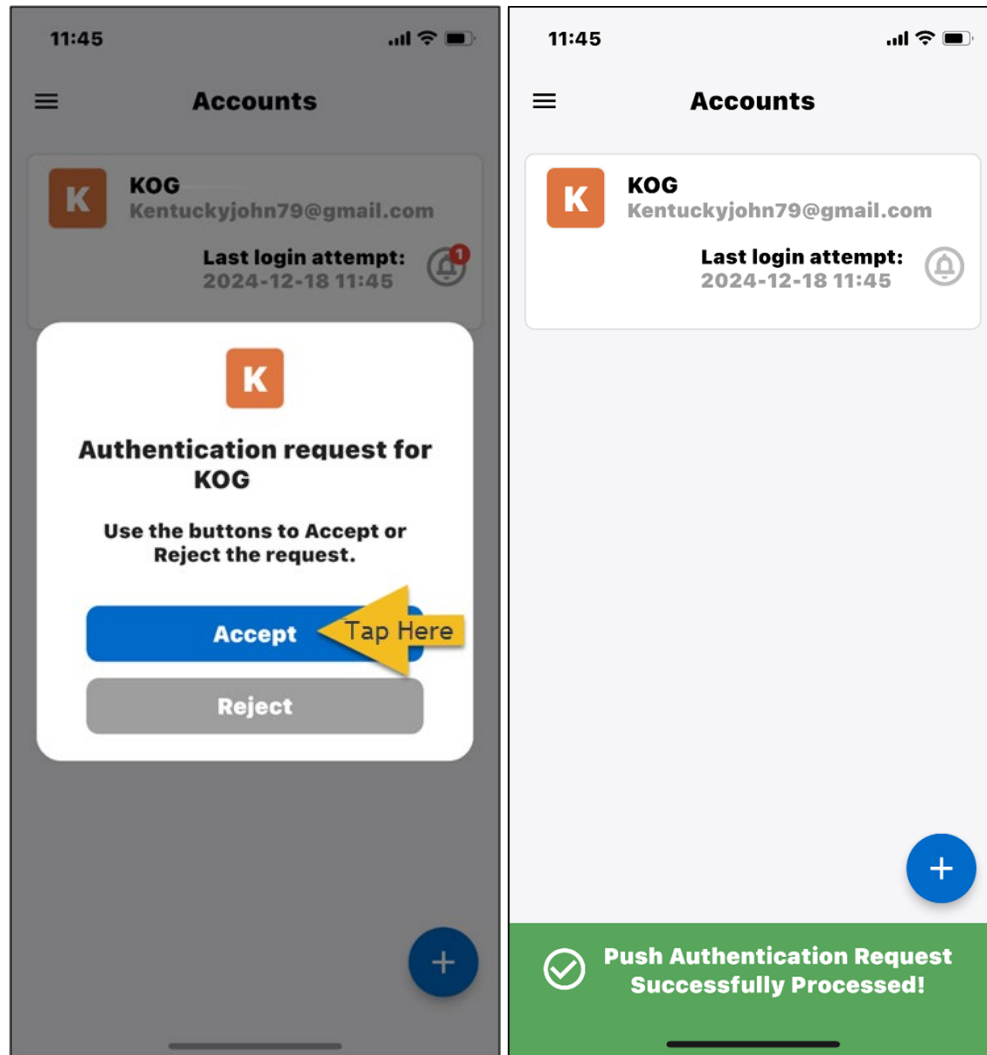 11:45
Accounts
K
KOG
Kentuckyjohn79@gmail.com
Last login attempt:
1
2024-12-18 11:45
K
Authentication request for
KOG
Use the buttons to Accept or
Reject the request.
Accept
Tap Here
Reject
+
11:45
Accounts
K
KOG
Kentuckyjohn79@gmail.com
Last login attempt:
2024-12-18 11:45
+
Push Authentication Request
Successfully Processed!